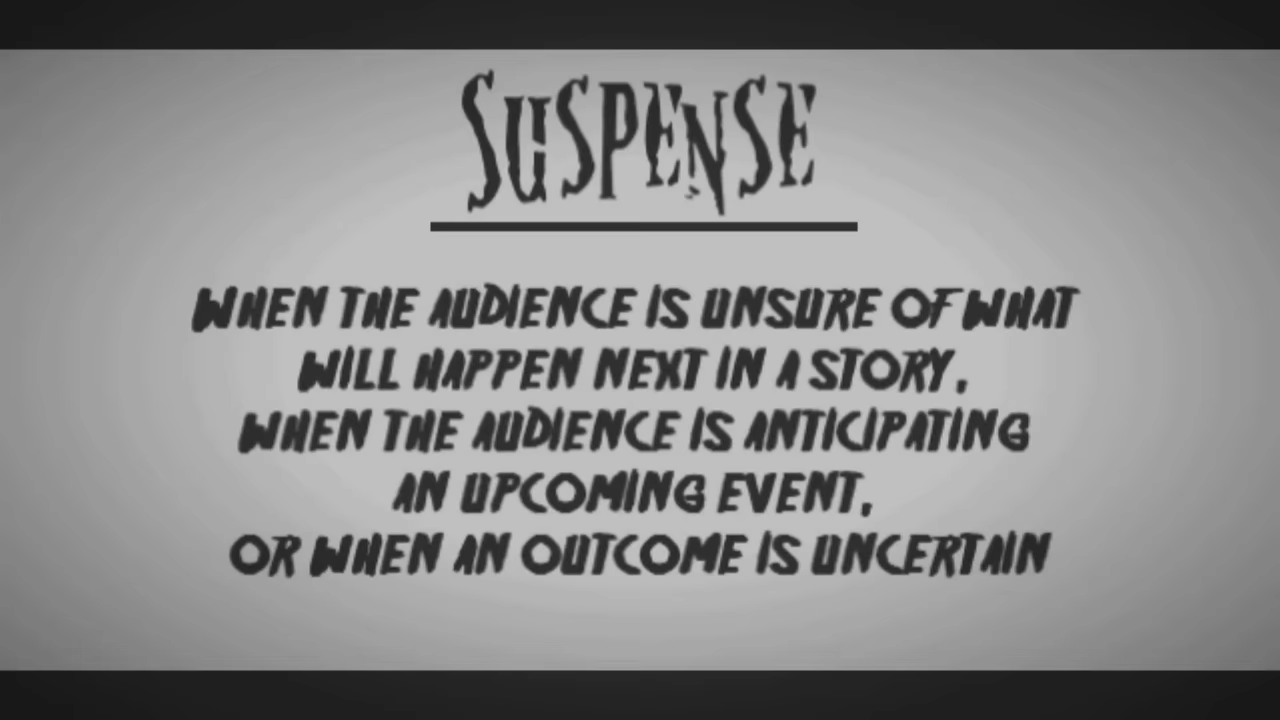 SUSPENSE
WHEN THE AUDIENCE IS UNSURE OF WHAT
WILL HAPPEN NEXT IN A STORY,
WHEN THE AUDIENCE IS ANTICIPATING
AN UPCOMING EVENT,
OR WHEN AN OUTCOME IS UNCERTAIN